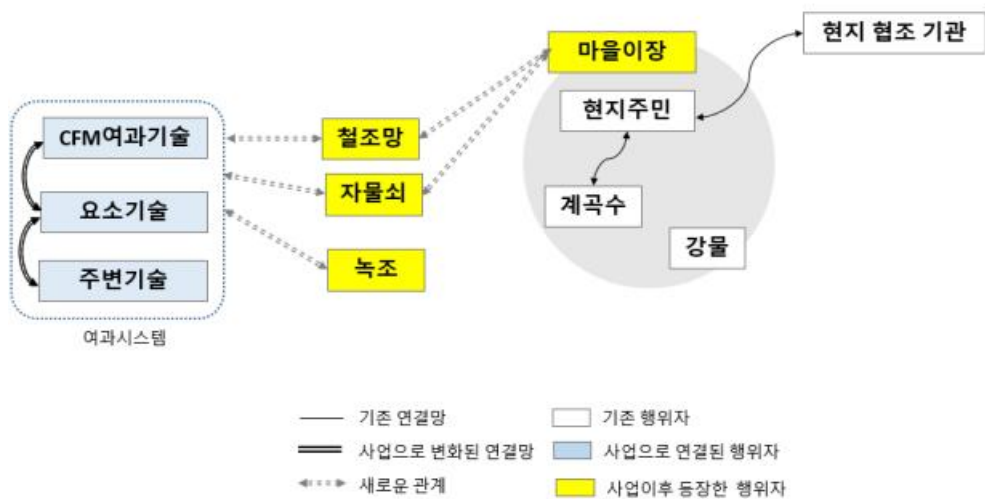 현지 협조 기관
마을이장
현지주민
CFM여과기술
철조망
자물쇠
요소기술
계곡수
강물
녹조
주변기술
여과시스템
기존 연결망
기존 행위자
사업으로 변화된 연결망
사업으로 연결된 행위자
새로운 관계
사업이후 등장한 행위자